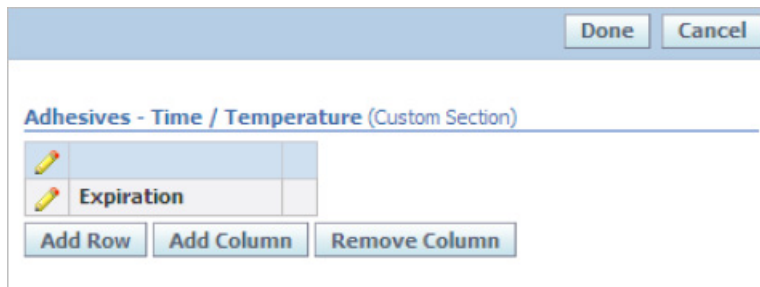 Done Cancel
Adhesives - Time / Temperature (Custom Section)
Expiration
Add Row Add Column Remove Column